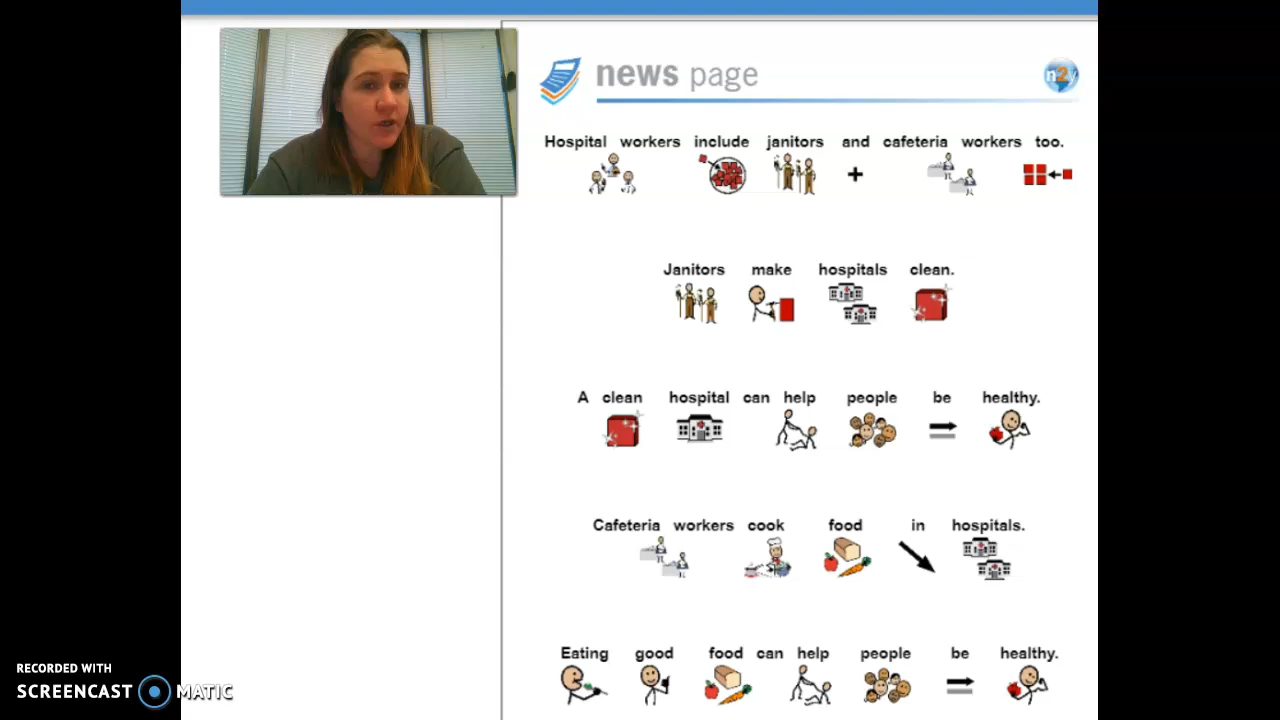 news page
n2y
Hospital workers include janitors and cafeteria workers too.
Janitors make hospitals clean.
A clean hospital can help people be healthy.
Cafeteria workers cook food in hospitals.
Eating good food can help people be healthy.
RECORDED WITH
SCREENCAST MATIC